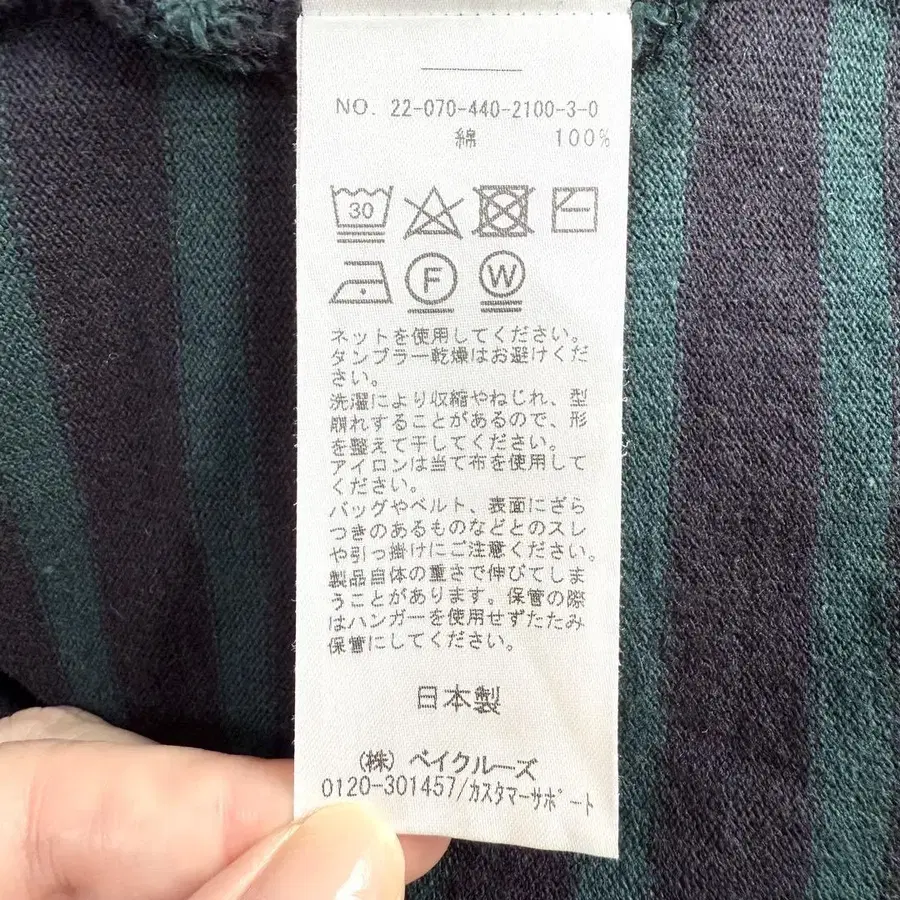 NO. 22-070-440-2100-3-0
綿 100%
30
F W
ネットを使用してください。
タンブラー乾燥はお避けくだ
さい。
洗濯により収縮やねじれ、型
崩れすることがあるので、形
を整えて干してください。
アイロンは当て布を使用して
ください。
バッグやベルト、表面にざら
つきのあるものなどとのスレ
や引っ掛けにご注意ください。
製品自体の重さで伸びてしま
うことがあります。保管の際
はハンガーを使用せずたたみ
保管にしてください。
日本製
(株) ベイクルーズ
0120-301457/カスタマーサポート